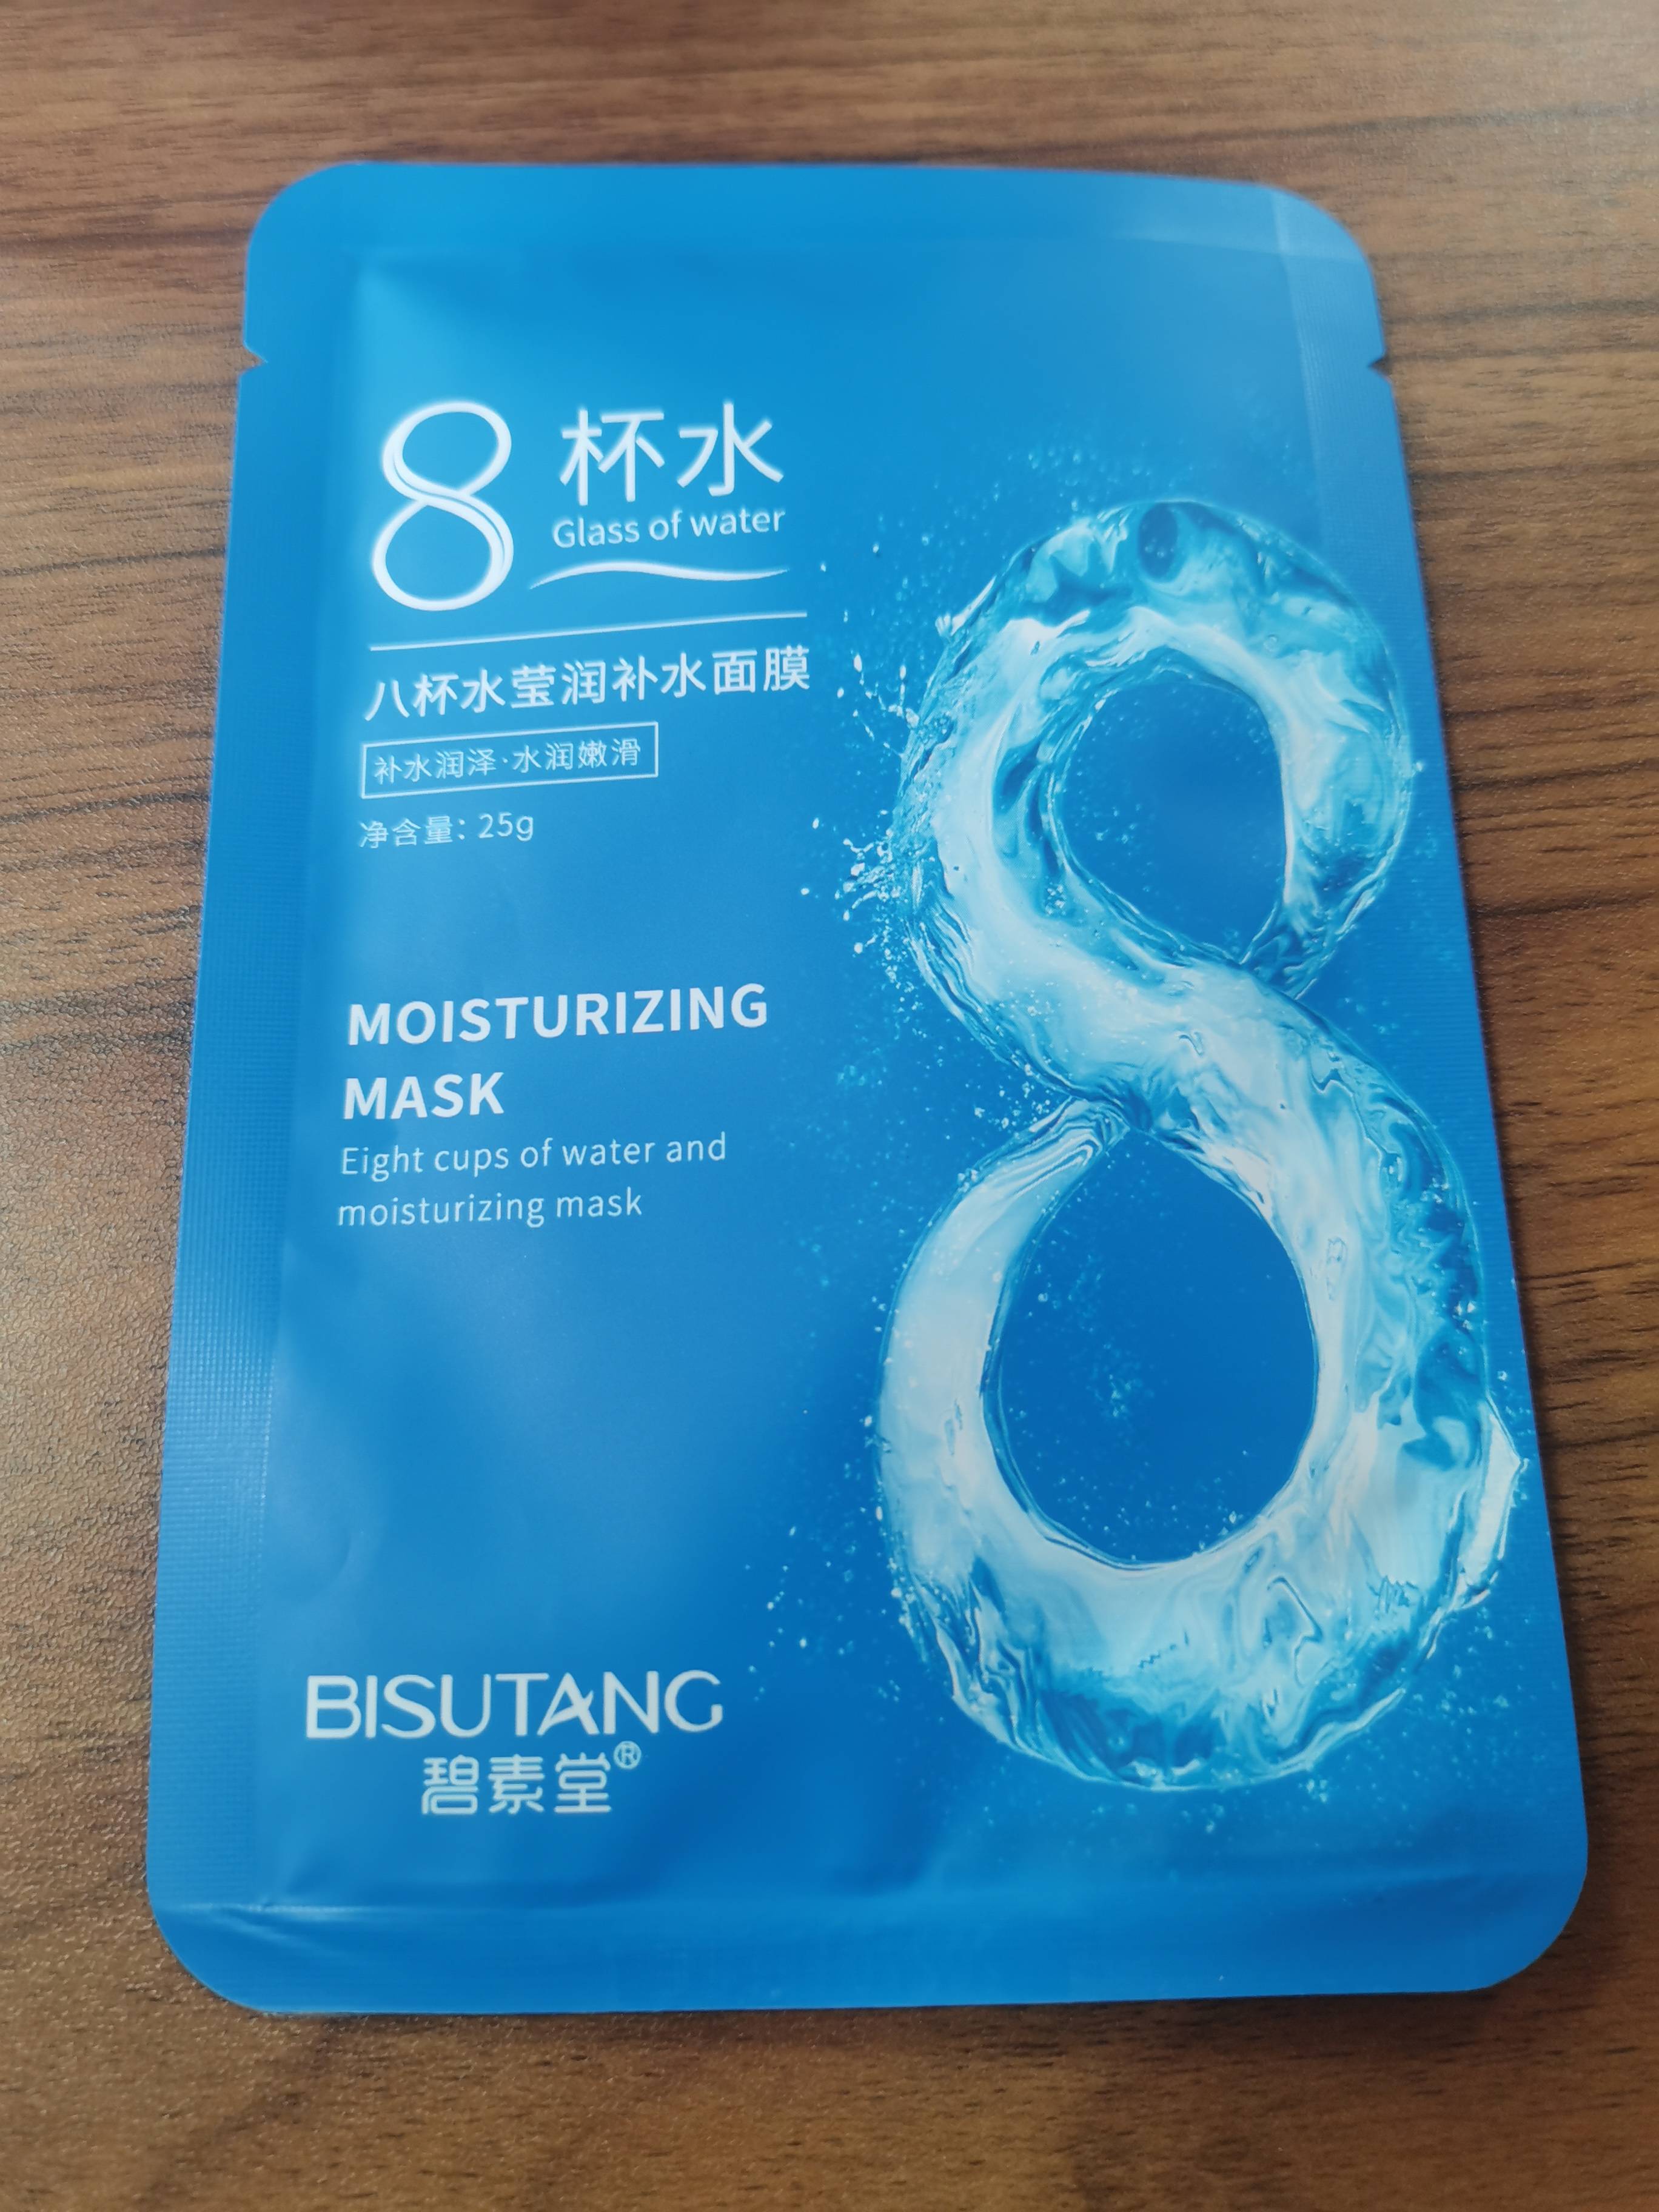 8 杯水
Glass of water
八杯水莹润补水面膜
补水润泽·水润嫩滑
净含量: 25g
MOISTURIZING
MASK
Eight cups of water and
moisturizing mask
BISUTANG
碧素堂®